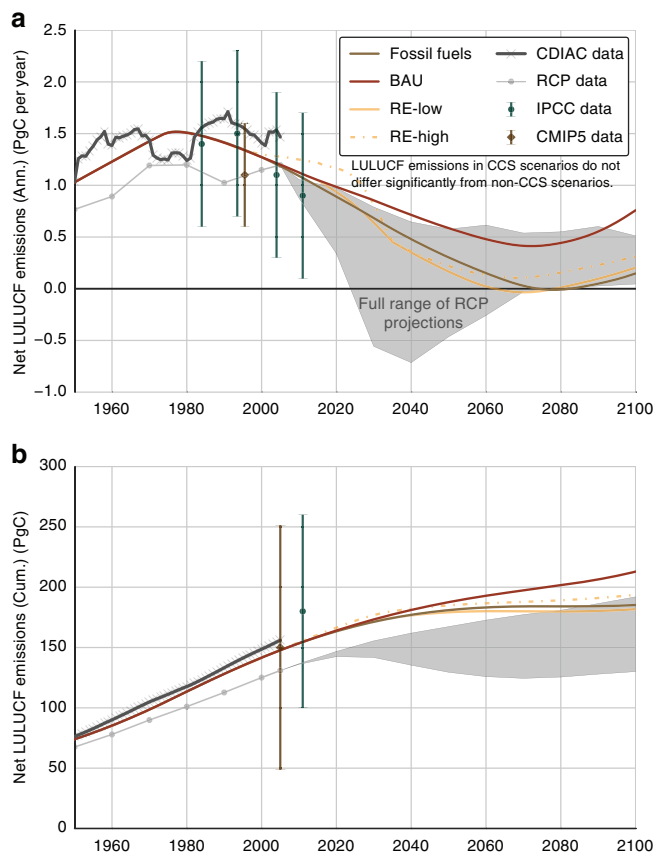 a
Net LULUCF emissions (Ann.) (PgC per year)
2.5
2.0
1.5
1.0
0.5
0.0
−0.5
−1.0
Fossil fuels
BAU
RE-low
RE-high
CDIAC data
RCP data
IPCC data
CMIP5 data
LULUCF emissions in CCS scenarios do not
differ significantly from non-CCS scenarios.
Full range of RCP
projections
1960 1980 2000 2020 2040 2060 2080 2100
b
Net LULUCF emissions (Cum.) (PgC)
300
250
200
150
100
50
0
1960 1980 2000 2020 2040 2060 2080 2100